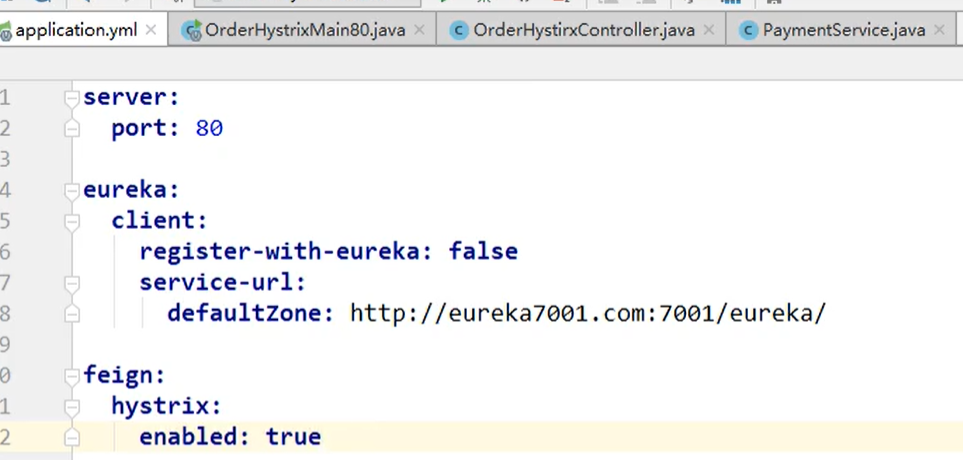 application.yml
OrderHystrixMain80.java
OrderHystirxController.java
PaymentService.java
1 server:
2 port: 80
3
4 eureka:
5 client:
6 register-with-eureka: false
7 service-url:
8 defaultZone: http://eureka7001.com:7001/eureka/
9
0 feign:
1 hystrix:
2 enabled: true